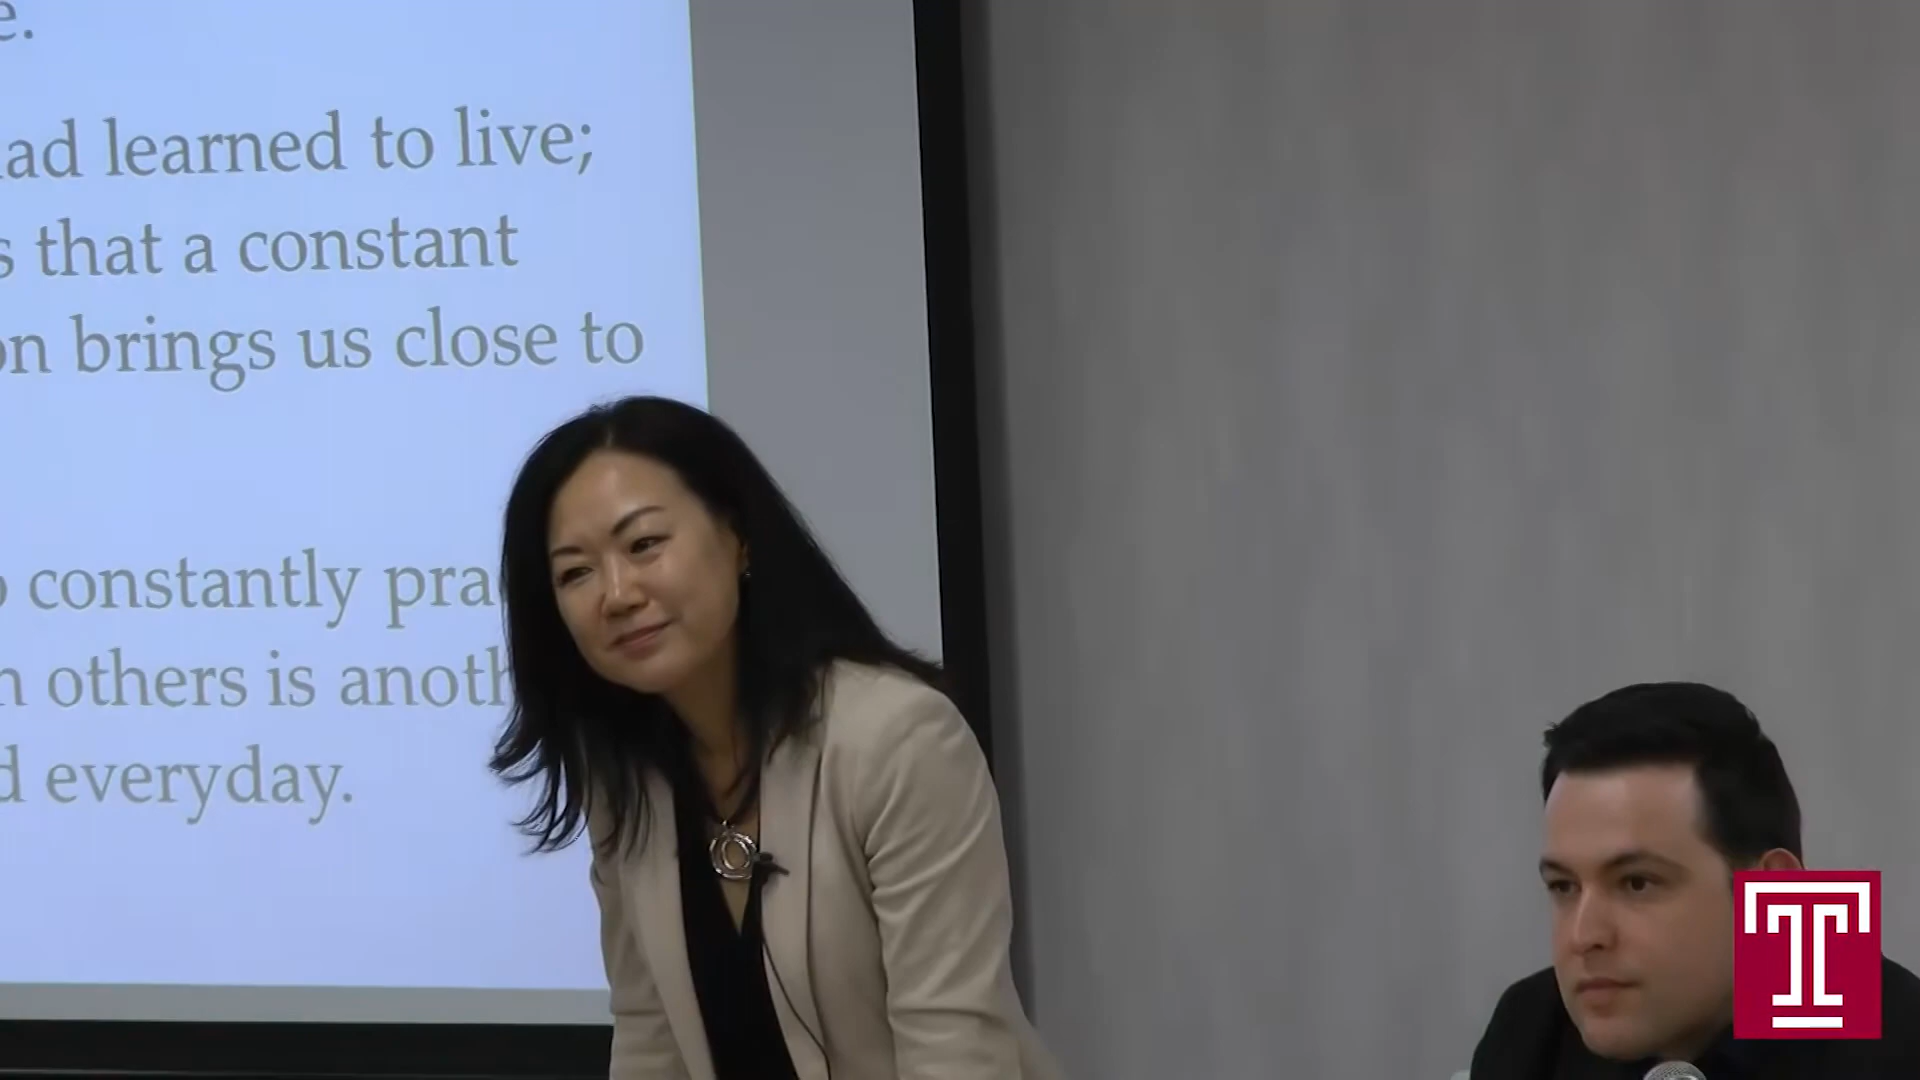 e.
ad learned to live;
s that a constant
on brings us close to
constantly pra
n others is anoth
d everyday.
T